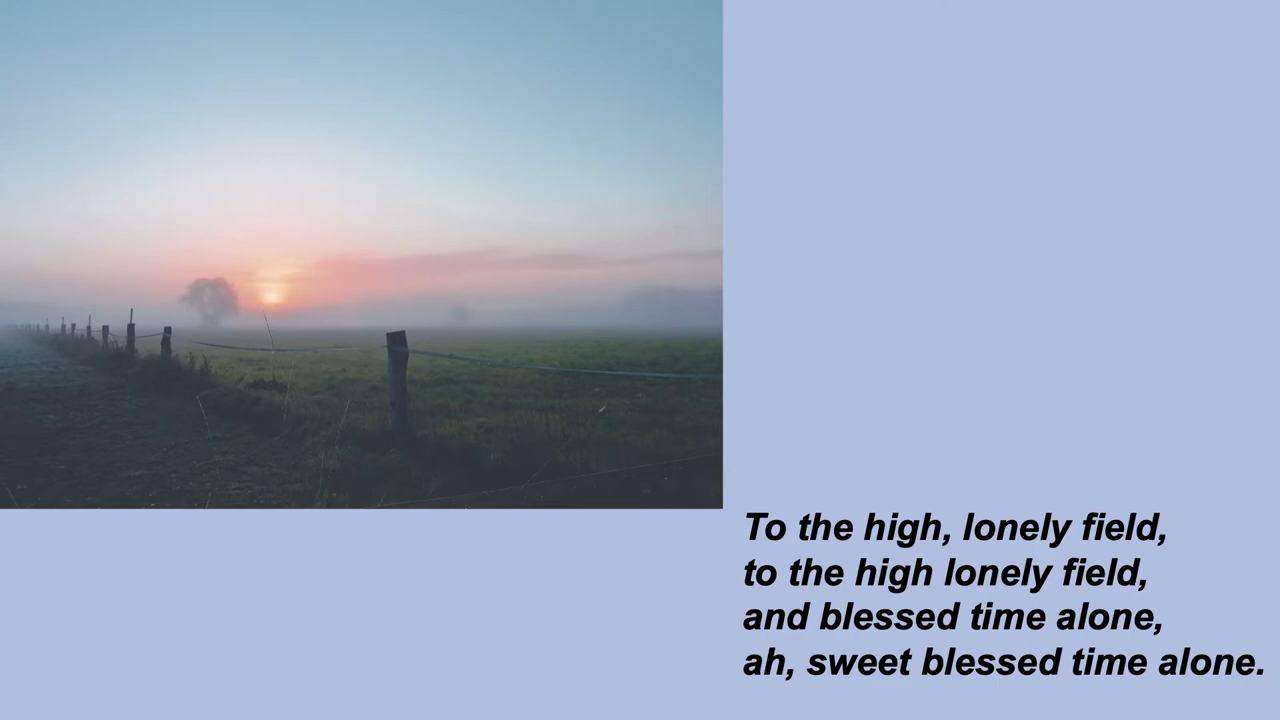 To the high, lonely field,
to the high lonely field,
and blessed time alone,
ah, sweet blessed time alone.